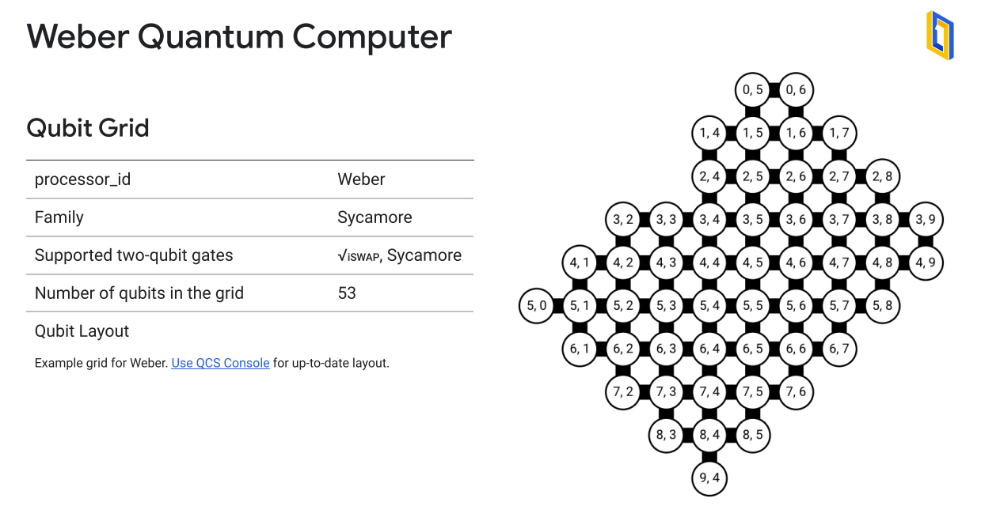 Weber Quantum Computer
Qubit Grid
processor_id Weber
Family Sycamore
Supported two-qubit gates √iSWAP, Sycamore
Number of qubits in the grid 53
Qubit Layout
Example grid for Weber. Use QCS Console for up-to-date layout.
0, 5 0, 6
1, 4 1, 5 1, 6 1, 7
2, 4 2, 5 2, 6 2, 7 2, 8
3, 2 3, 3 3, 4 3, 5 3, 6 3, 7 3, 8 3, 9
4, 1 4, 2 4, 3 4, 4 4, 5 4, 6 4, 7 4, 8 4, 9
5, 0 5, 1 5, 2 5, 3 5, 4 5, 5 5, 6 5, 7 5, 8
6, 1 6, 2 6, 3 6, 4 6, 5 6, 6 6, 7
7, 2 7, 3 7, 4 7, 5 7, 6
8, 3 8, 4 8, 5
9, 4